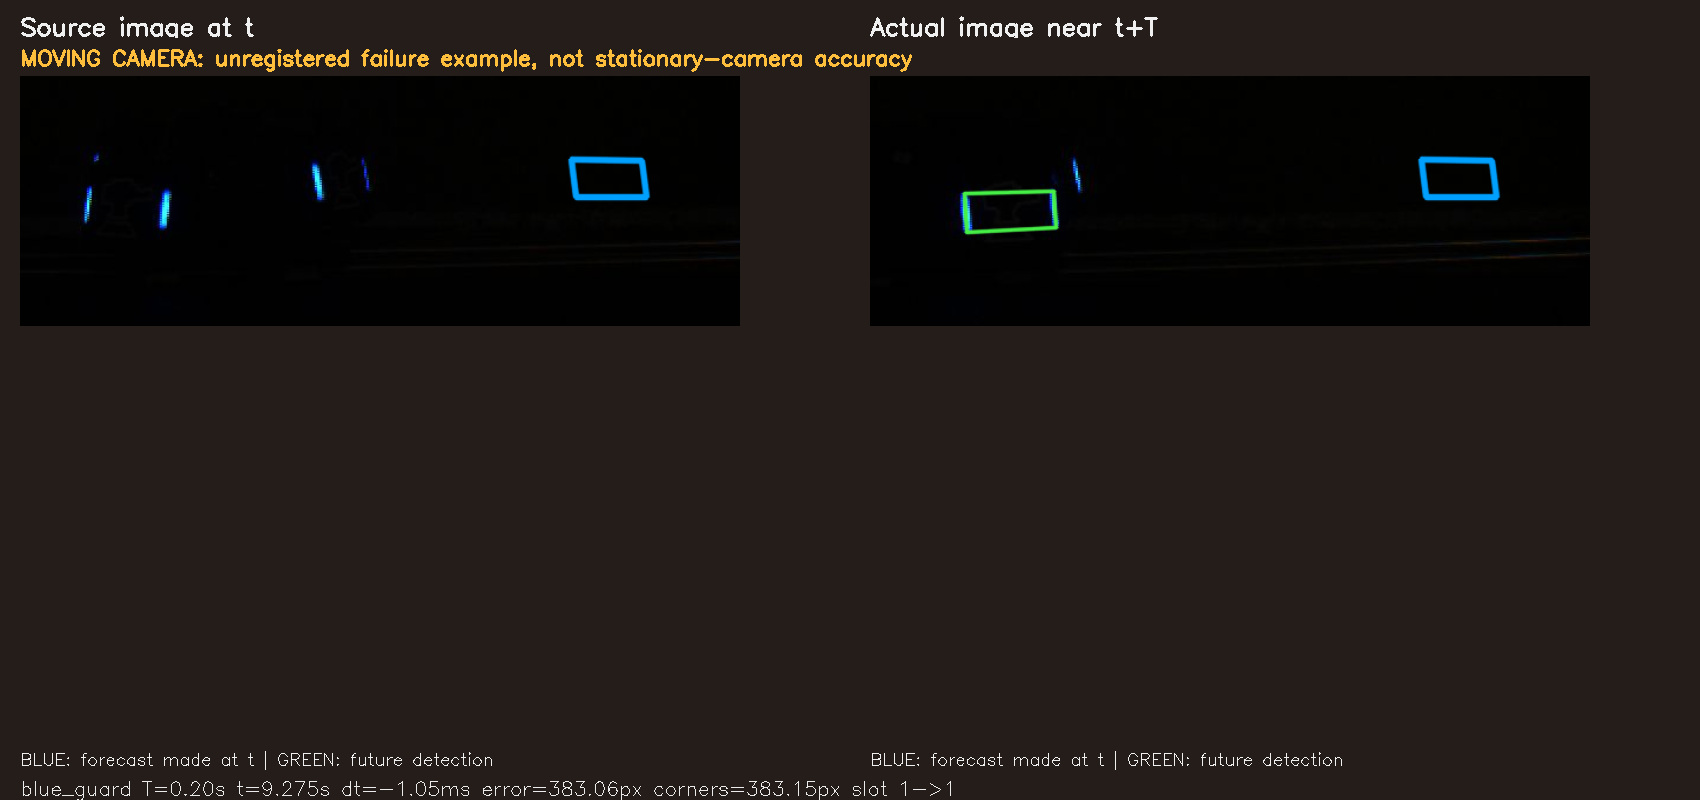 Source image at t
Actual image near t+T
MOVING CAMERA: unregistered failure example, not stationary-camera accuracy
BLUE: forecast made at t | GREEN: future detection
BLUE: forecast made at t | GREEN: future detection
blue_guard T=0.20s t=9.275s dt=-1.05ms error=383.06px corners=383.15px slot 1->1